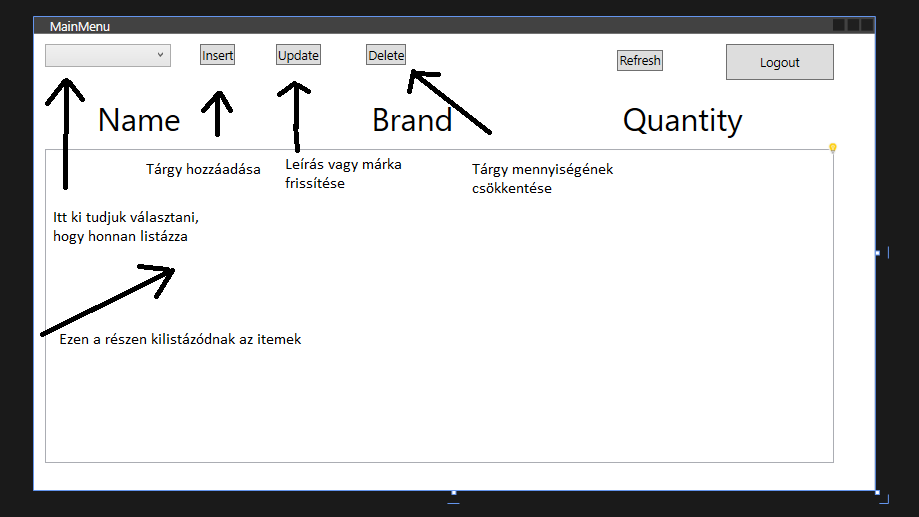 MainMenu
Insert
Update
Delete
Refresh
Logout
Name
Brand
Quantity
Tárgy hozzáadása
Leírás vagy márka
frissítése
Tárgy mennyiségének
csökkentése
Itt ki tudjuk választani,
hogy honnan listázza
Ezen a részen kilistázódnak az itemek